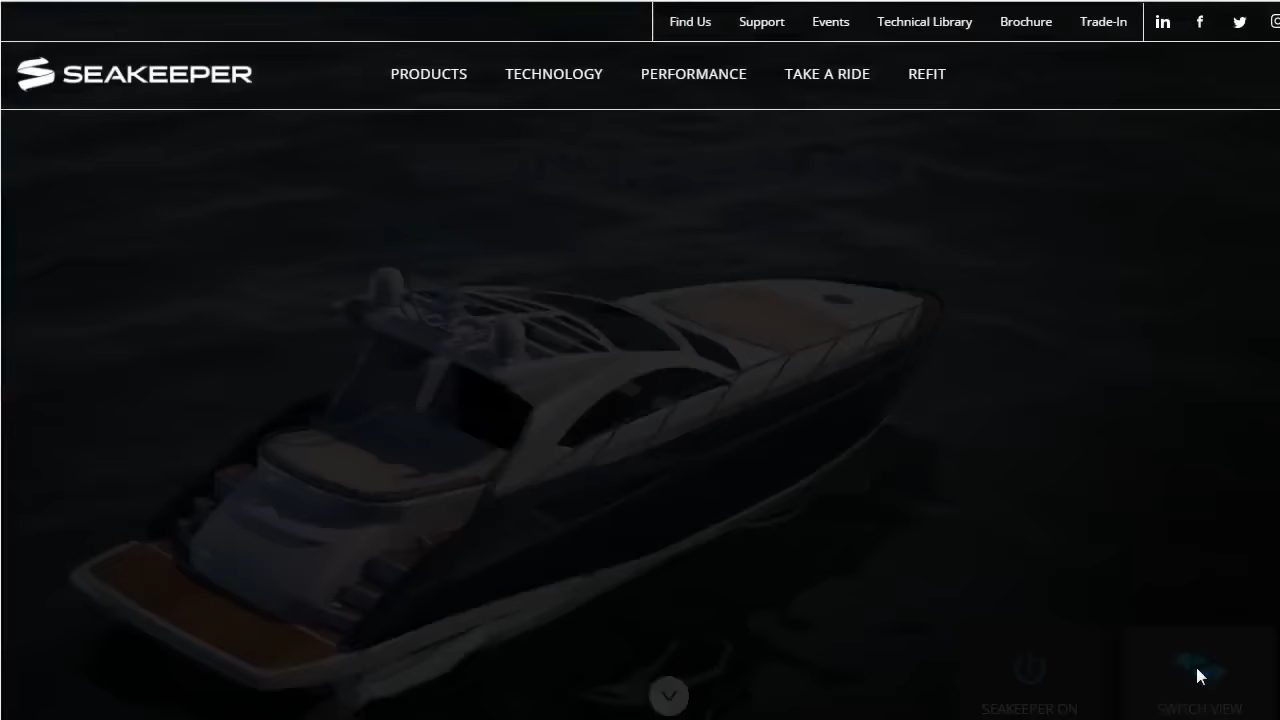 Find Us Support Events Technical Library Brochure Trade-In
SEAKEEPER PRODUCTS TECHNOLOGY PERFORMANCE TAKE A RIDE REFIT
SEAKEEPER ON SWITCH VIEW